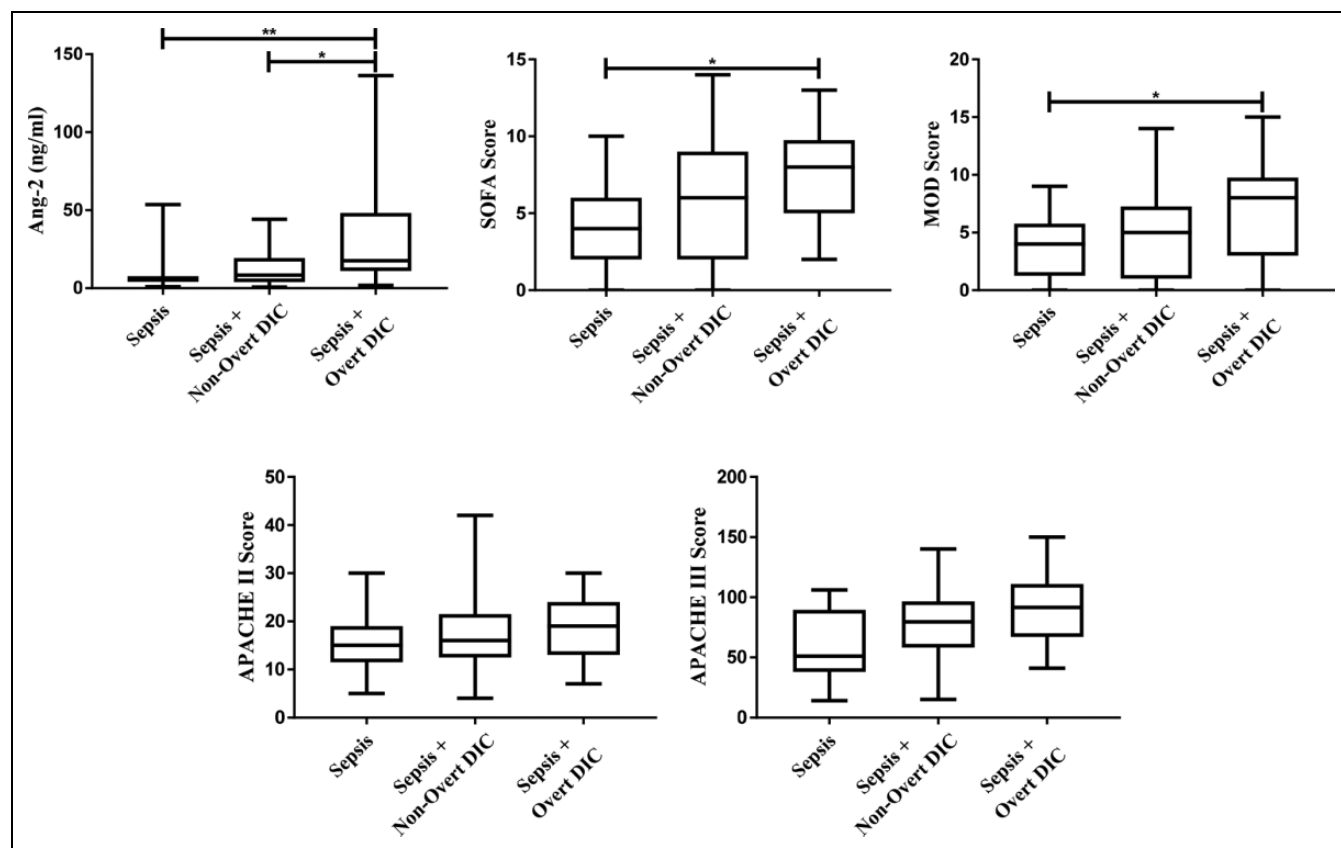 **
*
150
100
50
0
Ang-2 (ng/ml)
Sepsis
Sepsis +
Non-Overt DIC
Sepsis +
Overt DIC
*
15
10
5
0
SOFA Score
Sepsis
Sepsis +
Non-Overt DIC
Sepsis +
Overt DIC
*
20
15
10
5
0
MOD Score
Sepsis
Sepsis +
Non-Overt DIC
Sepsis +
Overt DIC
50
40
30
20
10
0
APACHE II Score
Sepsis
Sepsis +
Non-Overt DIC
Sepsis +
Overt DIC
200
150
100
50
0
APACHE III Score
Sepsis
Sepsis +
Non-Overt DIC
Sepsis +
Overt DIC